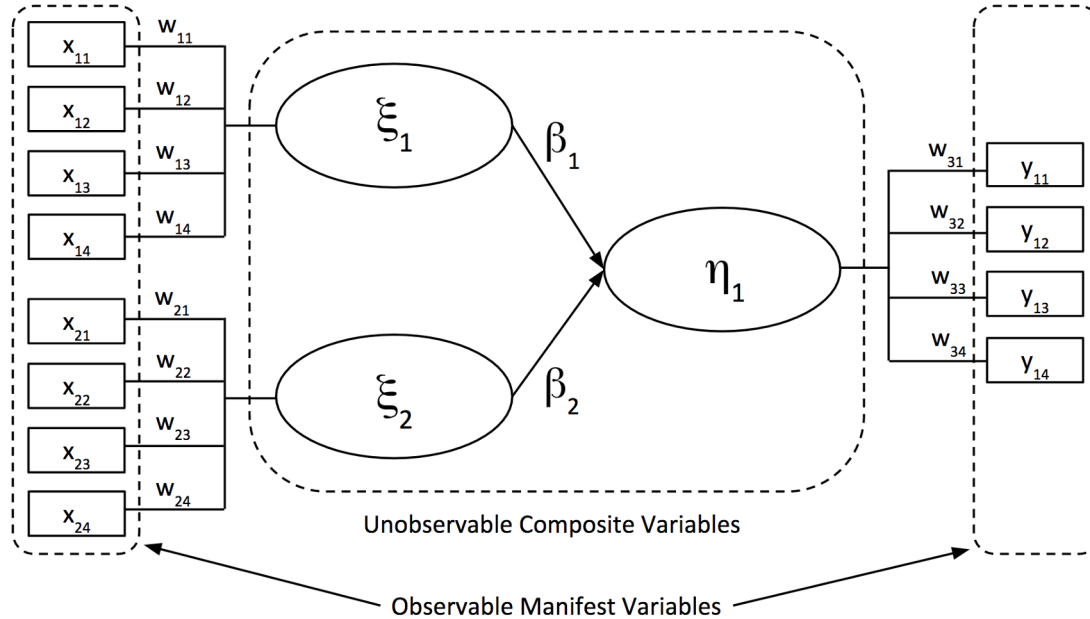 x₁₁
x₁₂
x₁₃
x₁₄
x₂₁
x₂₂
x₂₃
x₂₄
w₁₁
w₁₂
w₁₃
w₁₄
w₂₁
w₂₂
w₂₃
w₂₄
ξ₁
ξ₂
β₁
β₂
η₁
w₃₁
w₃₂
w₃₃
w₃₄
y₁₁
y₁₂
y₁₃
y₁₄
Unobservable Composite Variables
Observable Manifest Variables